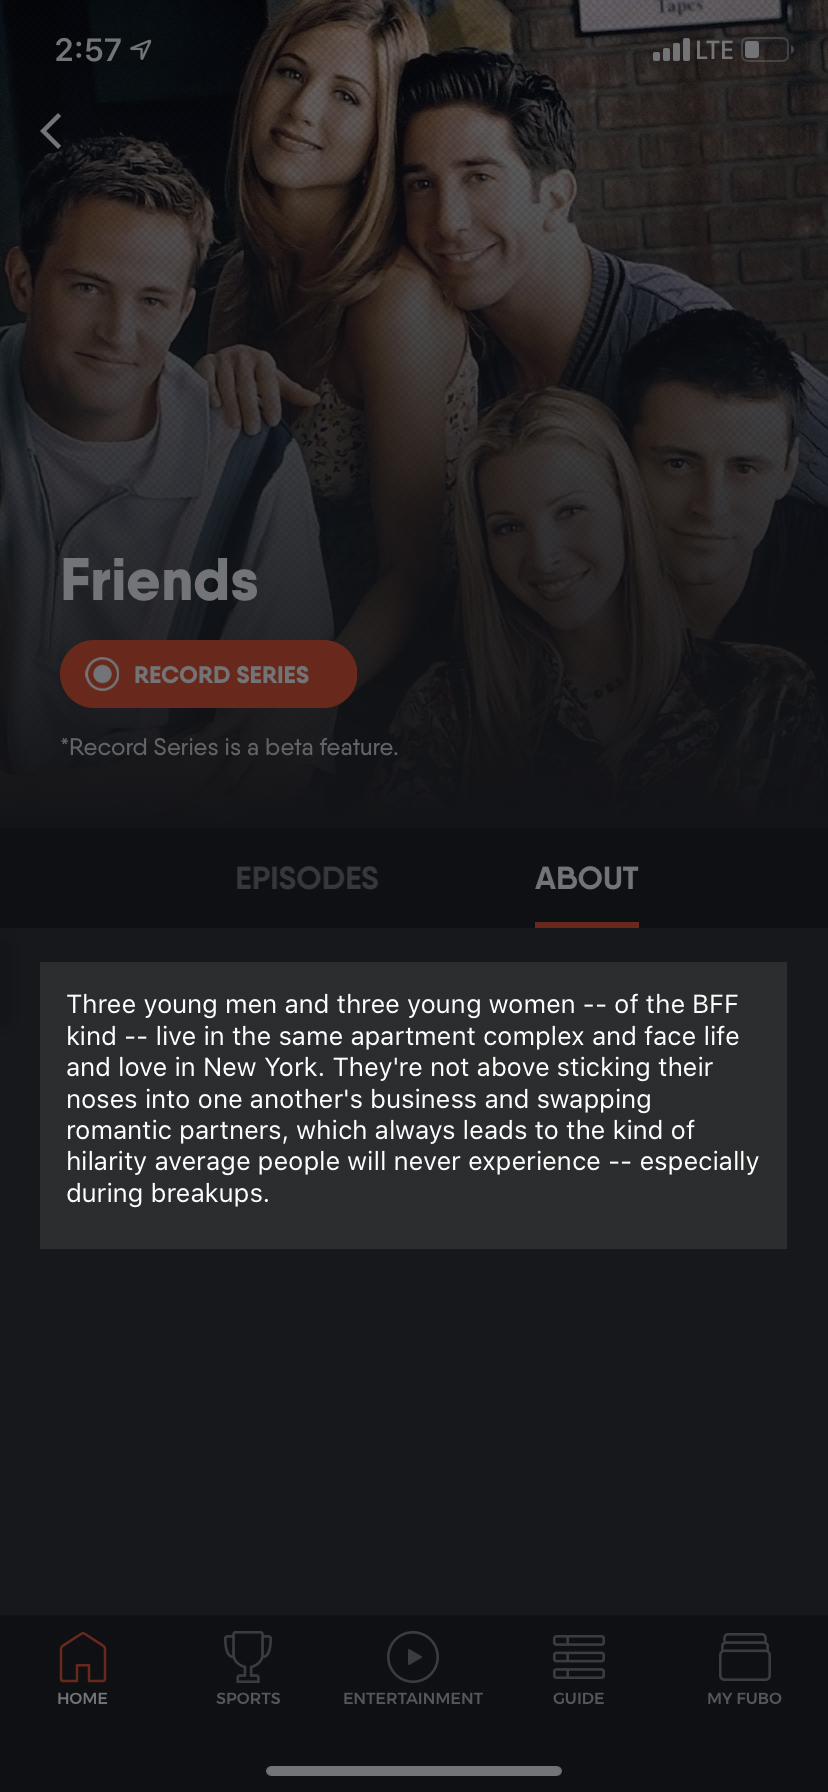 Tapes
2:57
LTE
Friends
RECORD SERIES
*Record Series is a beta feature.
EPISODES
ABOUT
Three young men and three young women -- of the BFF
kind -- live in the same apartment complex and face life
and love in New York. They're not above sticking their
noses into one another's business and swapping
romantic partners, which always leads to the kind of
hilarity average people will never experience -- especially
during breakups.
HOME
SPORTS
ENTERTAINMENT
GUIDE
MY FUBO